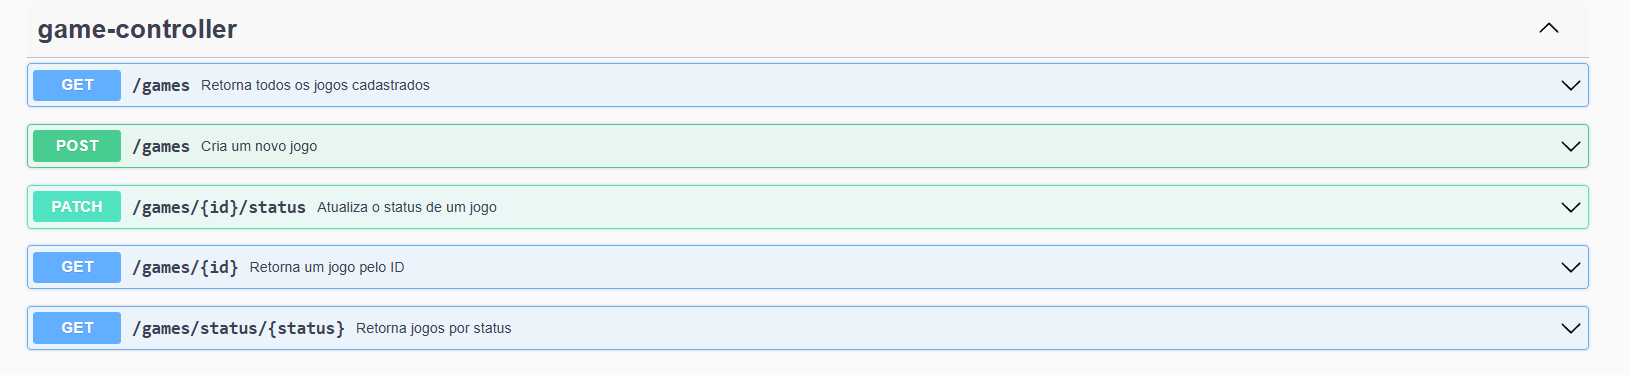 game-controller
GET /games Retorna todos os jogos cadastrados
POST /games Cria um novo jogo
PATCH /games/{id}/status Atualiza o status de um jogo
GET /games/{id} Retorna um jogo pelo ID
GET /games/status/{status} Retorna jogos por status